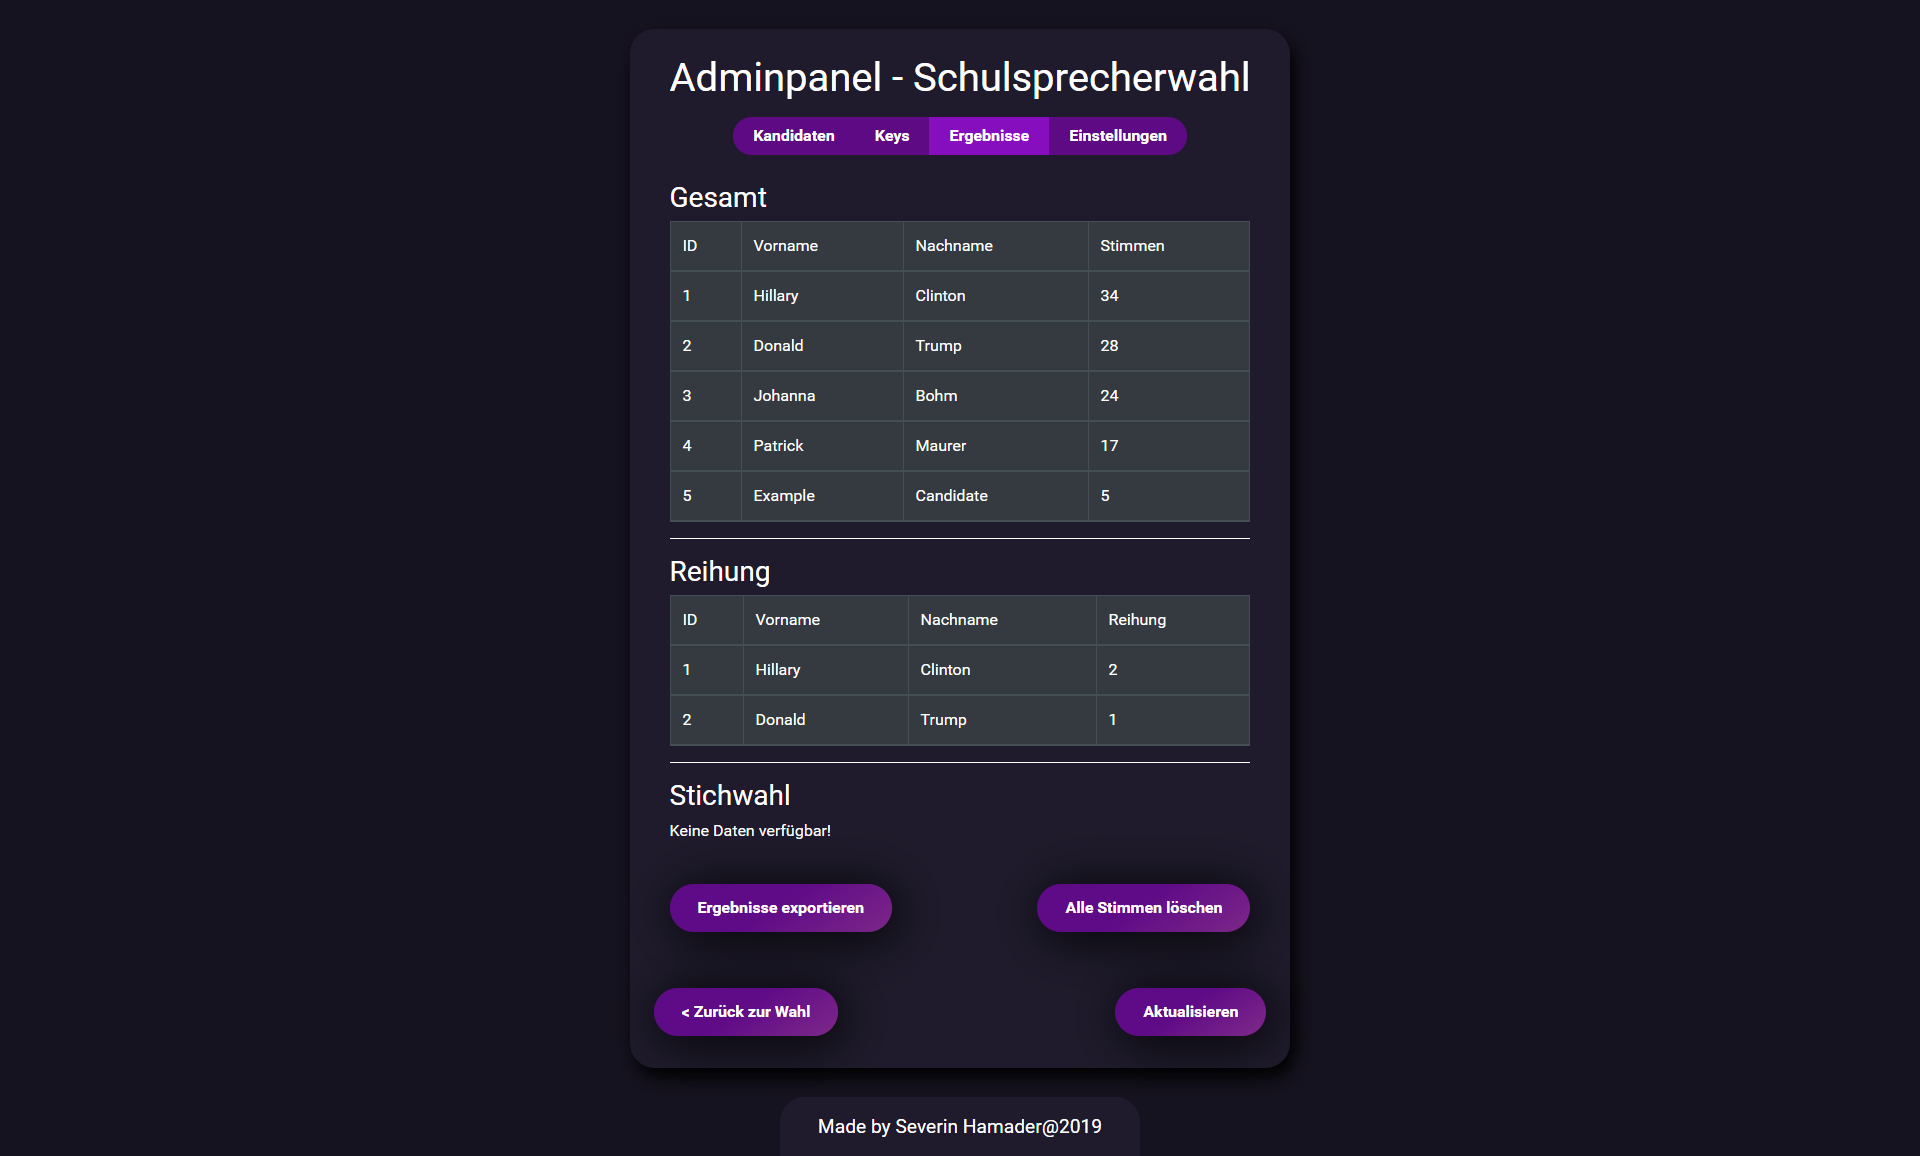 Adminpanel - Schulsprecherwahl
Kandidaten Keys Ergebnisse Einstellungen
Gesamt
ID Vorname Nachname Stimmen
1 Hillary Clinton 34
2 Donald Trump 28
3 Johanna Bohm 24
4 Patrick Maurer 17
5 Example Candidate 5
Reihung
ID Vorname Nachname Reihung
1 Hillary Clinton 2
2 Donald Trump 1
Stichwahl
Keine Daten verfügbar!
Ergebnisse exportieren Alle Stimmen löschen
< Zurück zur Wahl Aktualisieren
Made by Severin Hamader@2019